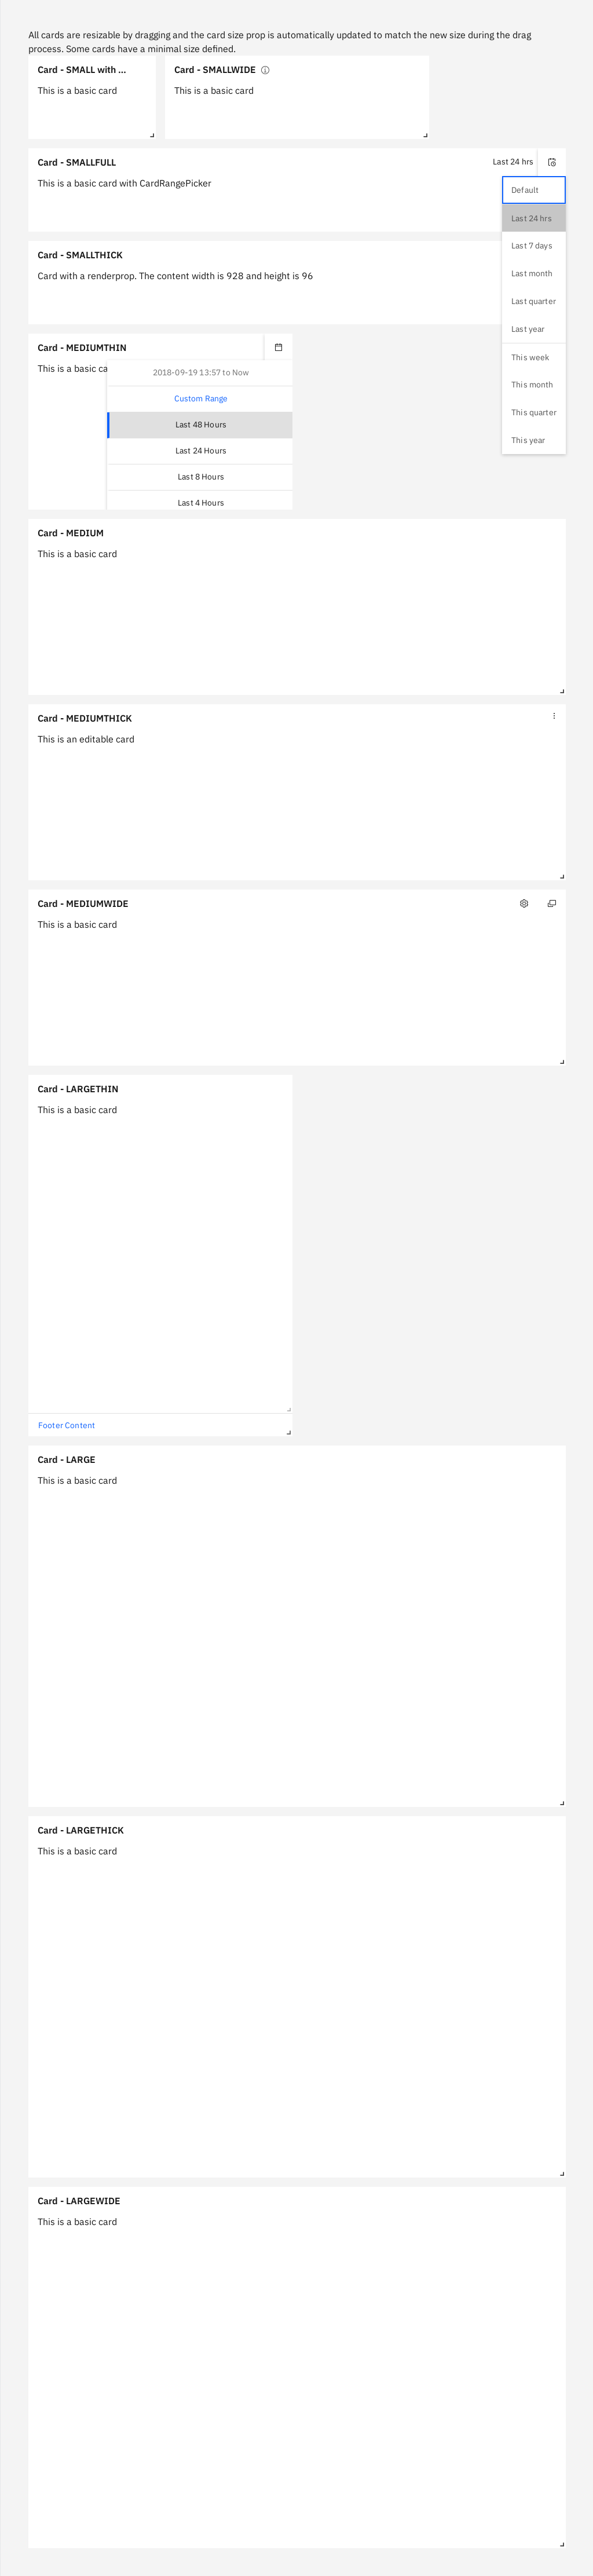 All cards are resizable by dragging and the card size prop is automatically updated to match the new size during the drag
process. Some cards have a minimal size defined.
Card - SMALL with ...
This is a basic card
Card - SMALLWIDE
This is a basic card
Card - SMALLFULL
Last 24 hrs
This is a basic card with CardRangePicker
Default
Last 24 hrs
Last 7 days
Last month
Last quarter
Last year
This week
This month
This quarter
This year
Card - SMALLTHICK
Card with a renderprop. The content width is 928 and height is 96
Card - MEDIUMTHIN
This is a basic ca
2018-09-19 13:57 to Now
Custom Range
Last 48 Hours
Last 24 Hours
Last 8 Hours
Last 4 Hours
Card - MEDIUM
This is a basic card
Card - MEDIUMTHICK
This is an editable card
Card - MEDIUMWIDE
This is a basic card
Card - LARGETHIN
This is a basic card
Footer Content
Card - LARGE
This is a basic card
Card - LARGETHICK
This is a basic card
Card - LARGEWIDE
This is a basic card